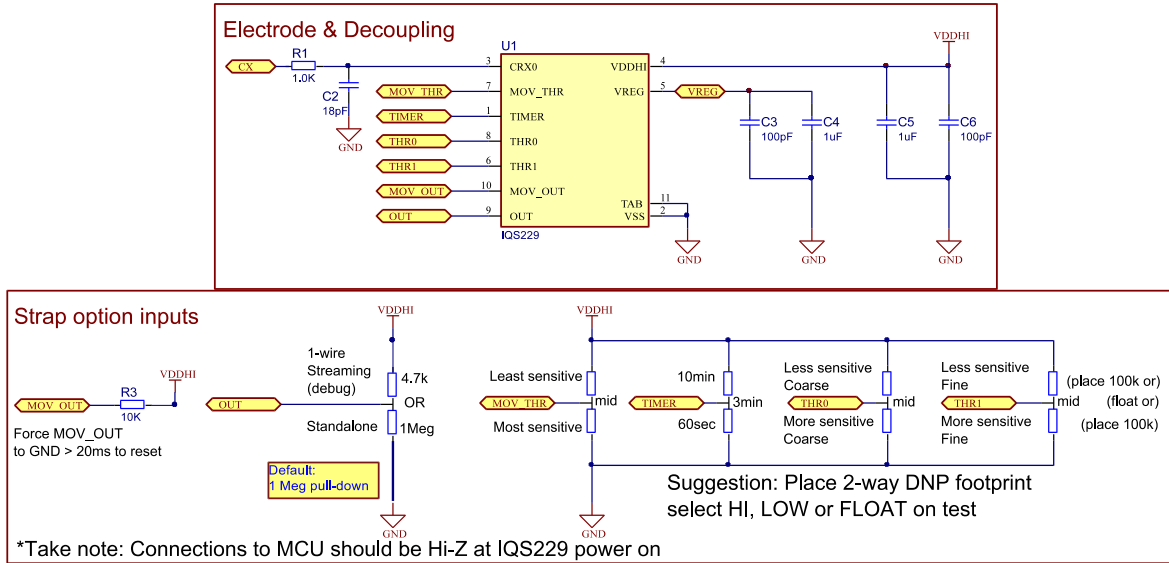 Electrode & Decoupling
U1
VDDHI
CX
R1
1.0K
C2
18pF
GND
3 CRX0
MOV_THR 7 MOV_THR
TIMER 1 TIMER
THR0 8 THR0
THR1 6 THR1
MOV_OUT 10 MOV_OUT
OUT 9 OUT
IQS229
VDDHI 4
VREG 5 VREG
TAB 11
VSS 2
GND
C3
100pF
C4
1uF
GND
C5
1uF
C6
100pF
GND
Strap option inputs
MOV_OUT
R3
10K
VDDHI
Force MOV_OUT
to GND > 20ms to reset
VDDHI
1-wire
Streaming
(debug)
4.7k
OUT
OR
Standalone
1Meg
Default:
1 Meg pull-down
GND
VDDHI
Least sensitive
MOV_THR
mid
Most sensitive
GND
10min
TIMER
3min
60sec
Less sensitive
Coarse
THR0
mid
More sensitive
Coarse
Less sensitive
Fine
THR1
mid
More sensitive
Fine
(place 100k or)
(float or)
(place 100k)
Suggestion: Place 2-way DNP footprint
select HI, LOW or FLOAT on test
*Take note: Connections to MCU should be Hi-Z at IQS229 power on